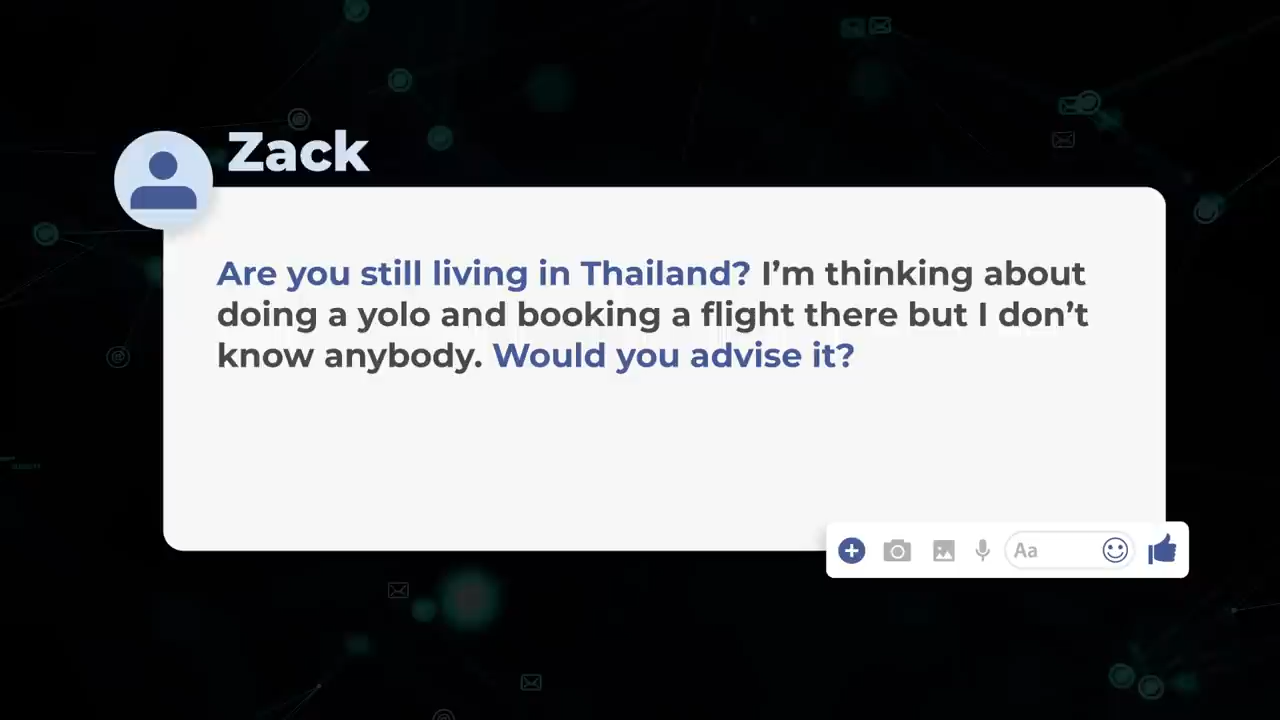 Zack
Are you still living in Thailand? I'm thinking about
doing a yolo and booking a flight there but I don't
know anybody. Would you advise it?
Aa